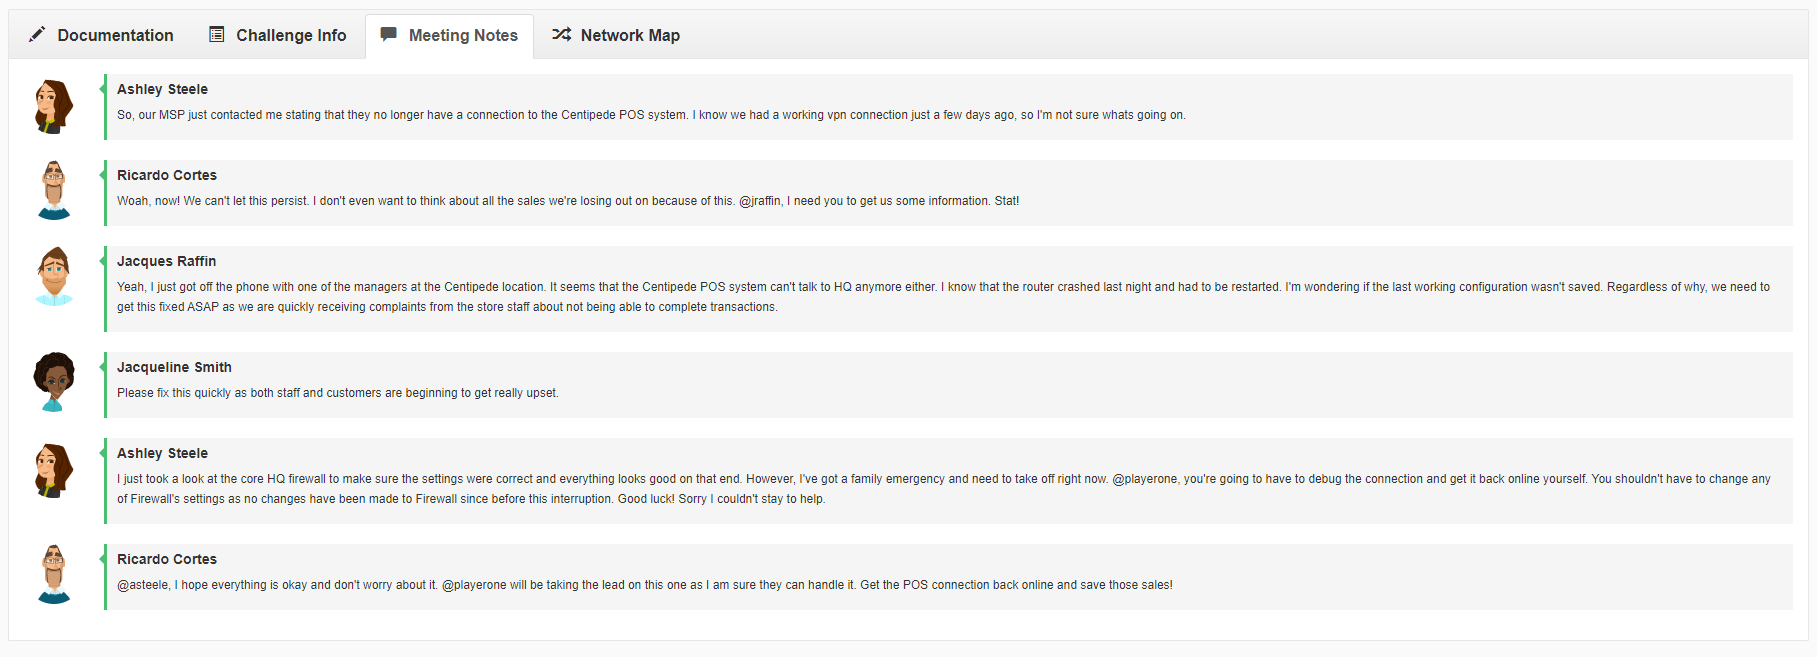 Documentation
Challenge Info
Meeting Notes
Network Map
Ashley Steele
So, our MSP just contacted me stating that they no longer have a connection to the Centipede POS system. I know we had a working vpn connection just a few days ago, so I'm not sure whats going on.
Ricardo Cortes
Woah, now! We can't let this persist. I don't even want to think about all the sales we're losing out on because of this. @jraffin, I need you to get us some information. Stat!
Jacques Raffin
Yeah, I just got off the phone with one of the managers at the Centipede location. It seems that the Centipede POS system can't talk to HQ anymore either. I know that the router crashed last night and had to be restarted. I'm wondering if the last working configuration wasn't saved. Regardless of why, we need to
get this fixed ASAP as we are quickly receiving complaints from the store staff about not being able to complete transactions.
Jacqueline Smith
Please fix this quickly as both staff and customers are beginning to get really upset.
Ashley Steele
I just took a look at the core HQ firewall to make sure the settings were correct and everything looks good on that end. However, I've got a family emergency and need to take off right now. @playerone, you're going to have to debug the connection and get it back online yourself. You shouldn't have to change any
of Firewall's settings as no changes have been made to Firewall since before this interruption. Good luck! Sorry I couldn't stay to help.
Ricardo Cortes
@asteele, I hope everything is okay and don't worry about it. @playerone will be taking the lead on this one as I am sure they can handle it. Get the POS connection back online and save those sales!